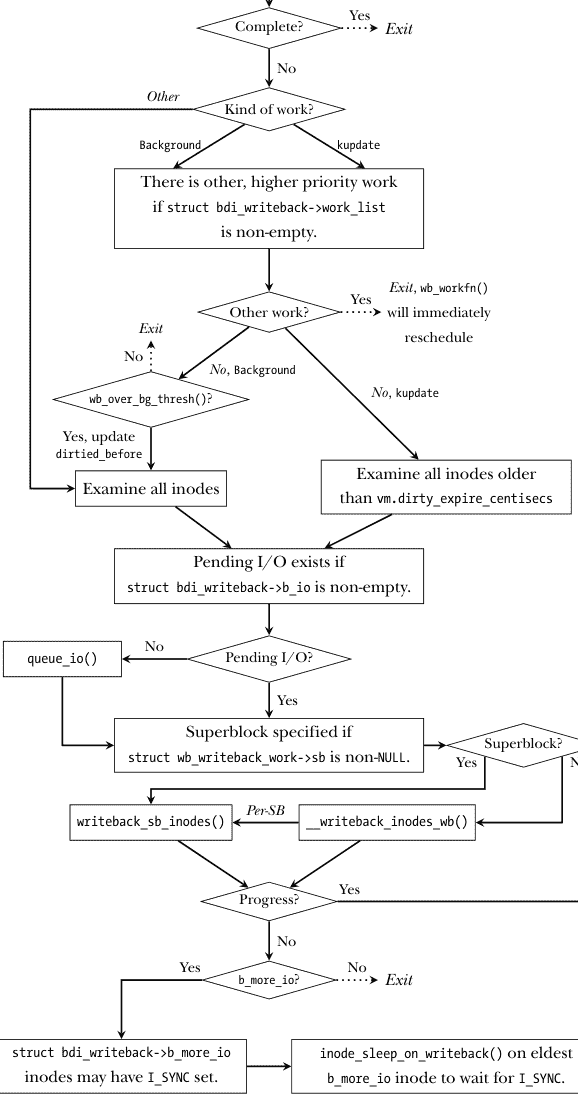 Complete?
Yes
Exit
No
Other
Kind of work?
Background
kupdate
There is other, higher priority work
if struct bdi_writeback->work_list
is non-empty.
Other work?
Yes
Exit, wb_workfn()
will immediately
reschedule
Exit
No
No, Background
No, kupdate
wb_over_bg_thresh()?
Yes, update
dirtied_before
Examine all inodes
Examine all inodes older
than vm.dirty_expire_centisecs
Pending I/O exists if
struct bdi_writeback->b_io is non-empty.
Pending I/O?
No
queue_io()
Yes
Superblock specified if
struct wb_writeback_work->sb is non-NULL.
Superblock?
Yes
writeback_sb_inodes()
Per-SB
__writeback_inodes_wb()
Progress?
Yes
No
b_more_io?
Yes
No
Exit
struct bdi_writeback->b_more_io
inodes may have I_SYNC set.
inode_sleep_on_writeback() on eldest
b_more_io inode to wait for I_SYNC.